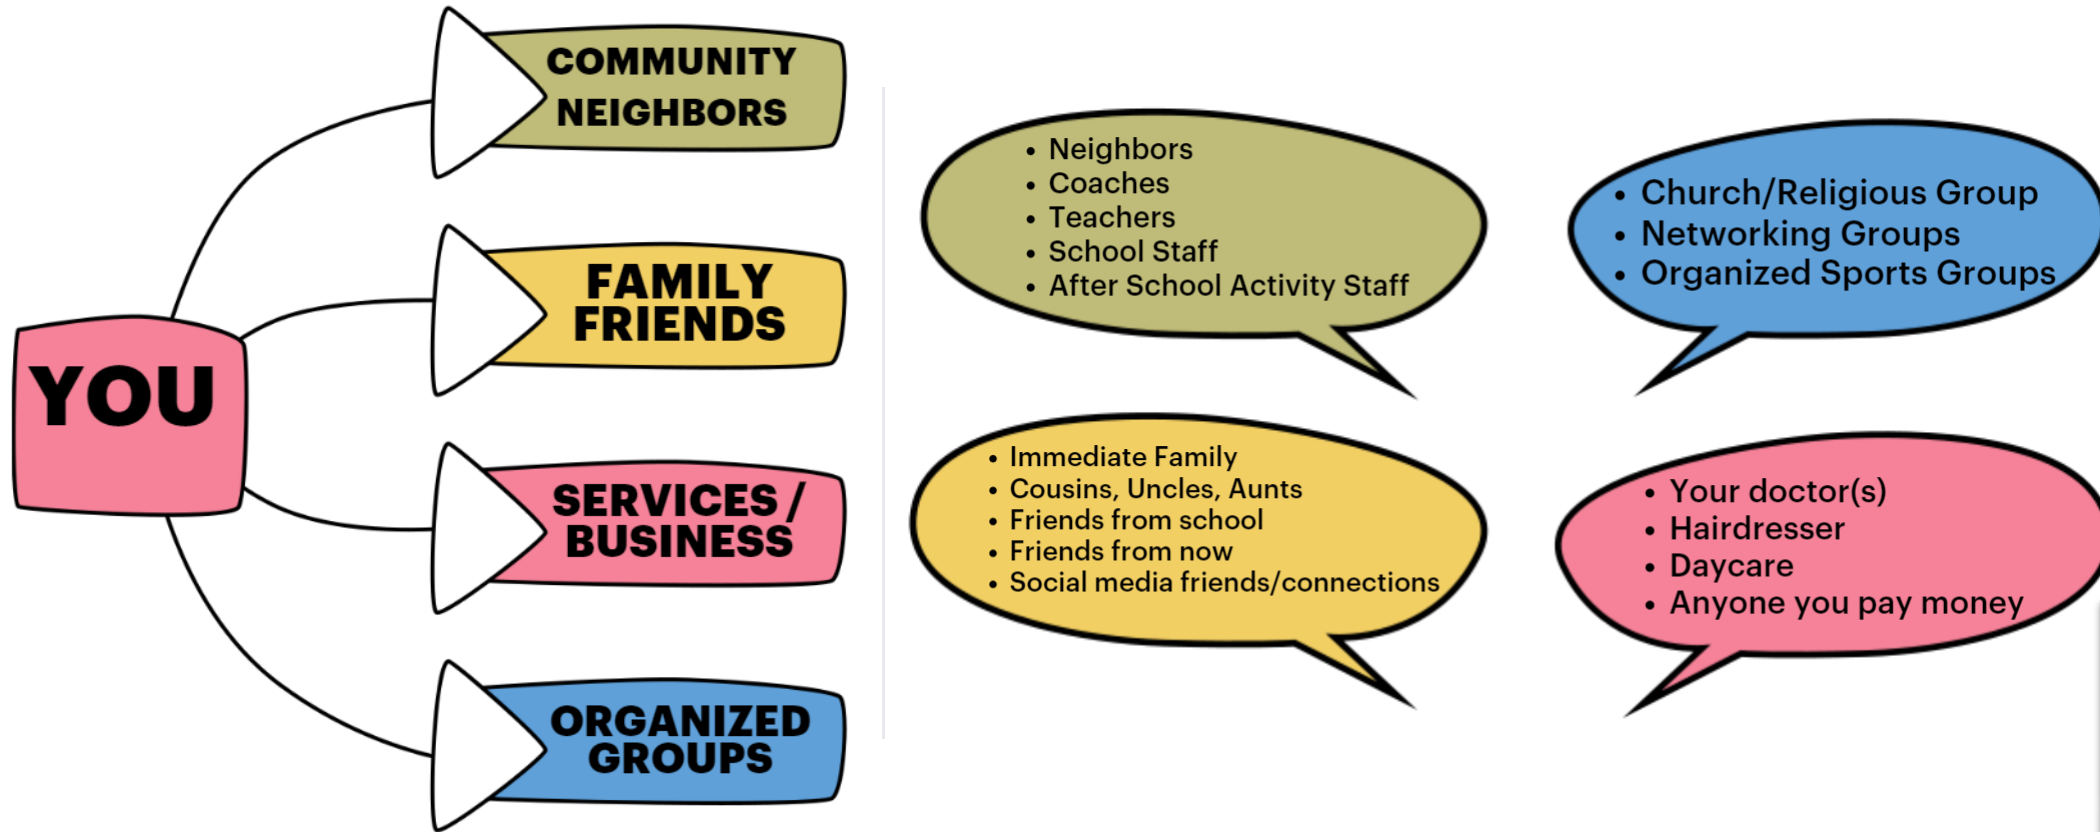 COMMUNITY
NEIGHBORS
FAMILY
FRIENDS
YOU
SERVICES /
BUSINESS
ORGANIZED
GROUPS
• Neighbors
• Coaches
• Teachers
• School Staff
• After School Activity Staff
• Church/Religious Group
• Networking Groups
• Organized Sports Groups
• Immediate Family
• Cousins, Uncles, Aunts
• Friends from school
• Friends from now
• Social media friends/connections
• Your doctor(s)
• Hairdresser
• Daycare
• Anyone you pay money